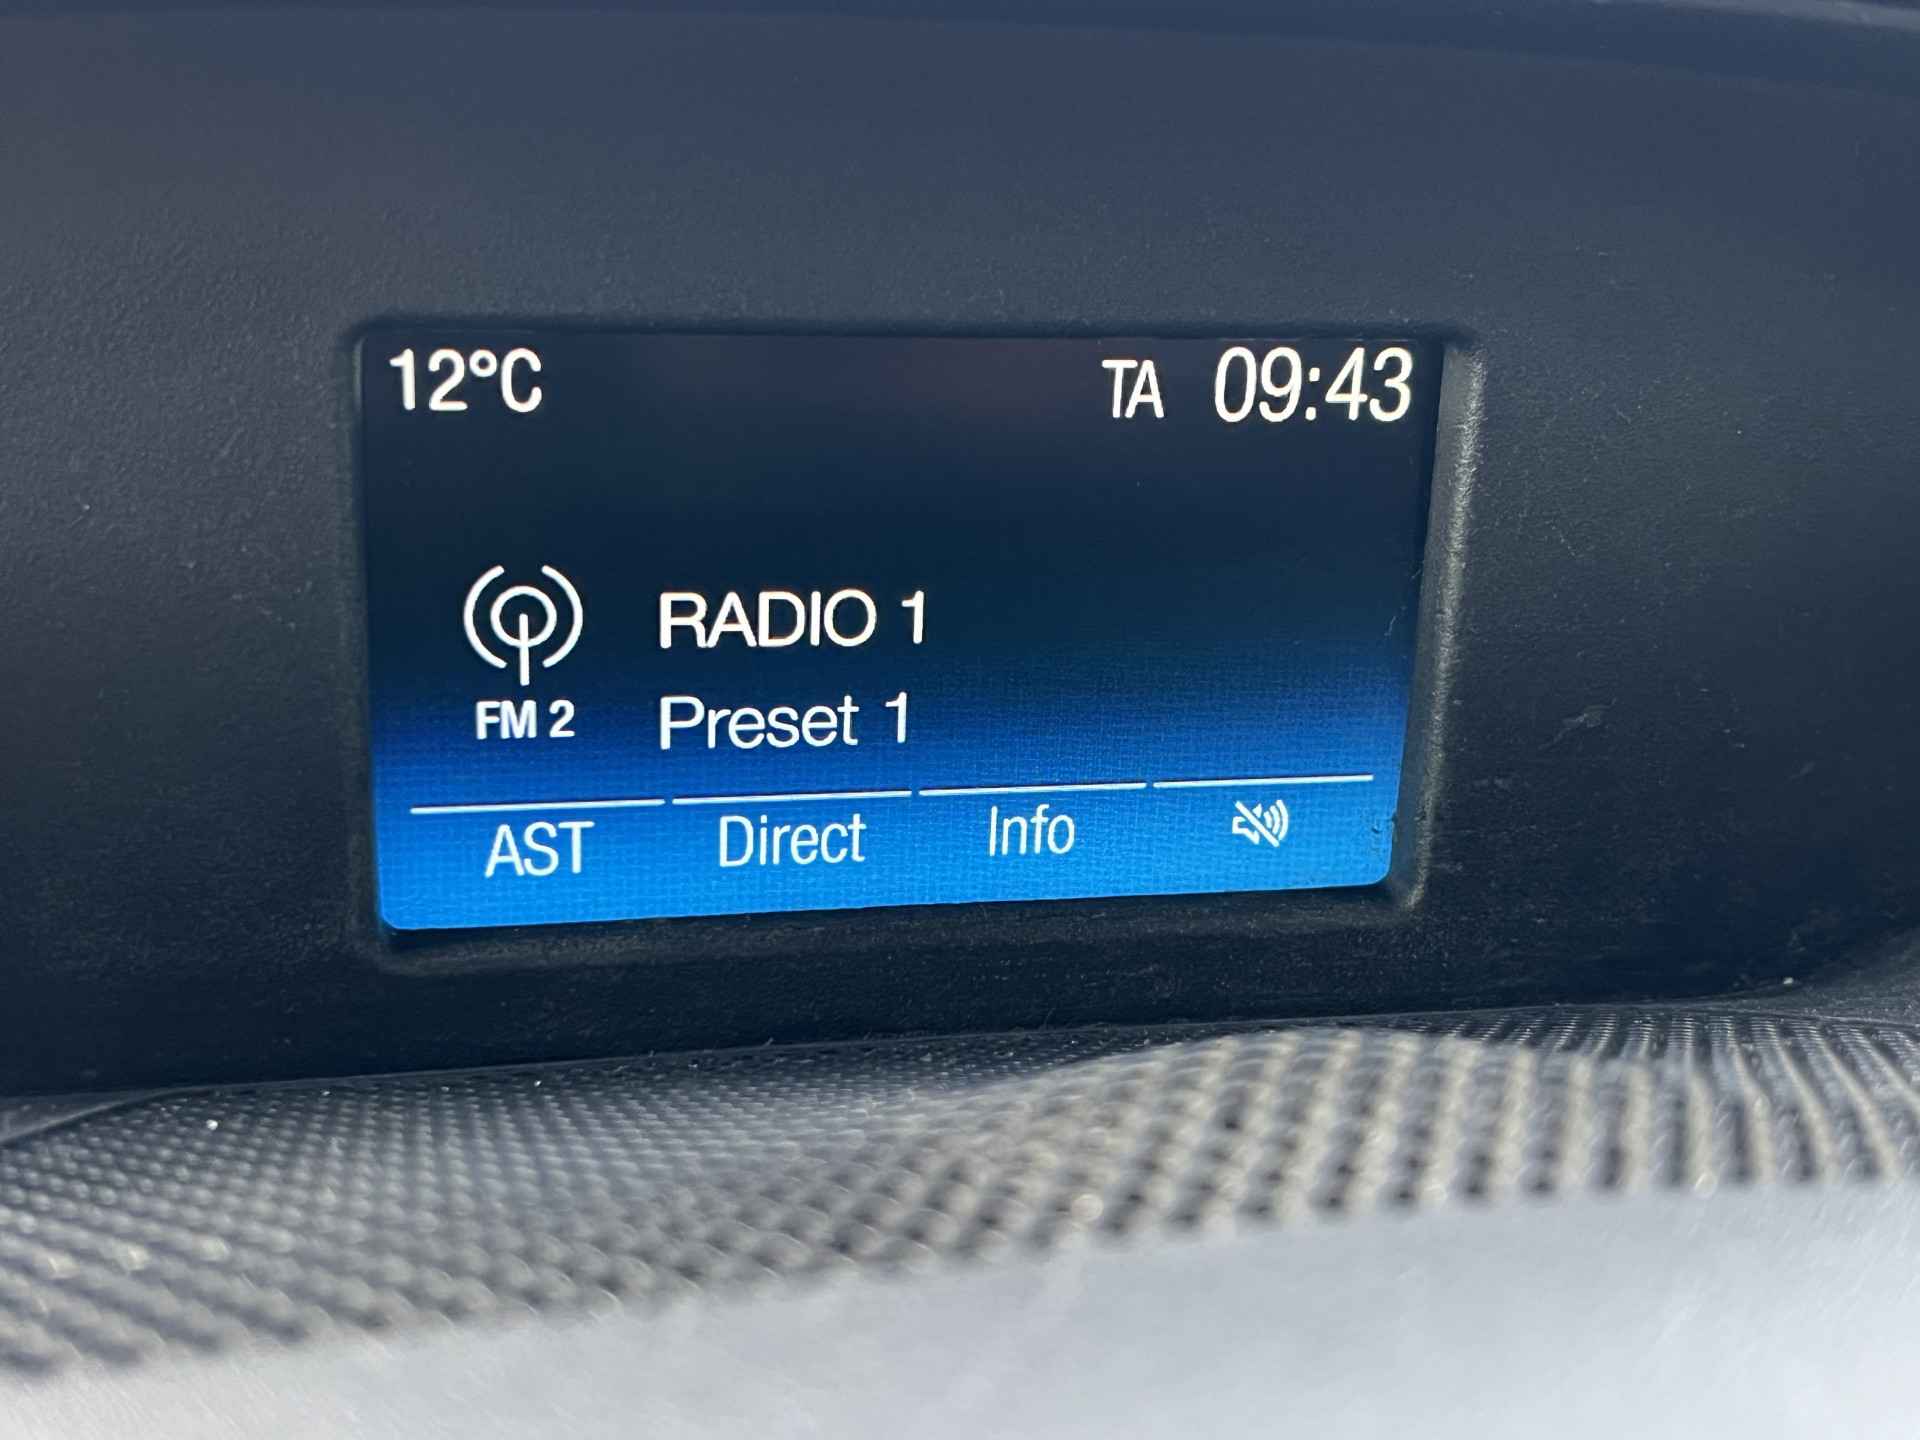 12°C TA 09:43
RADIO 1
FM 2 Preset 1
AST Direct Info